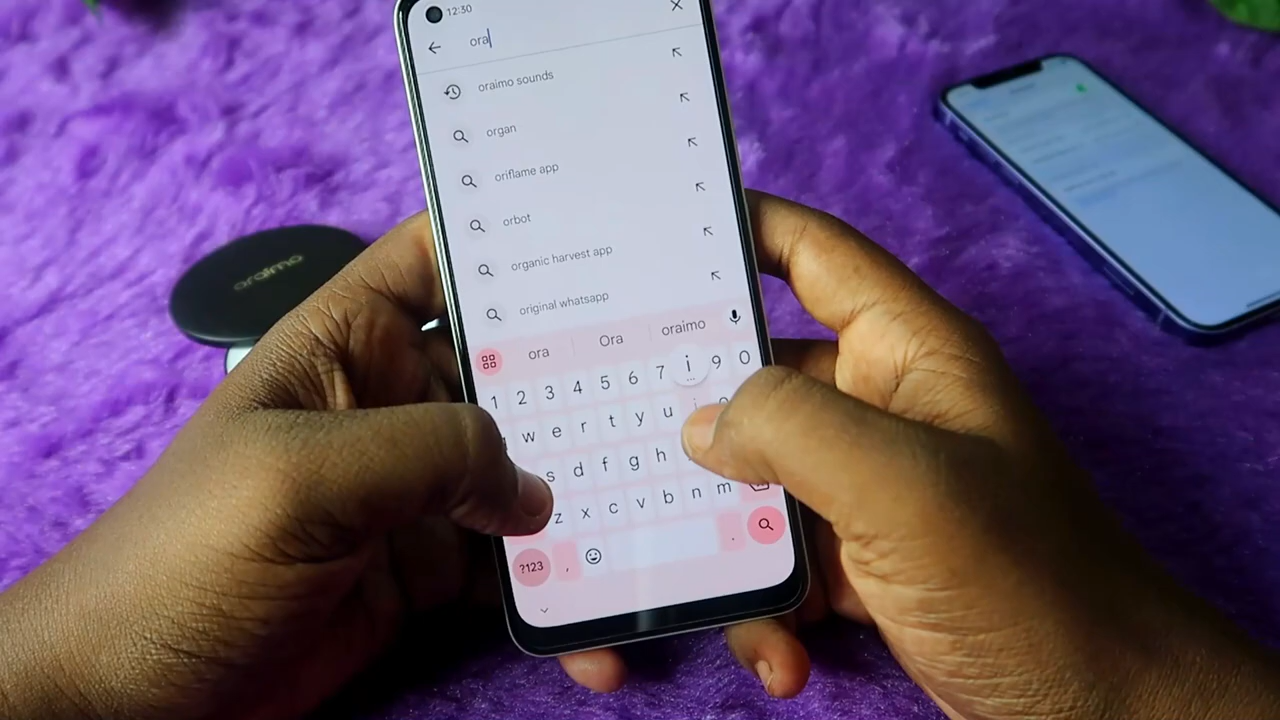 12:30
ora
oraimo sounds
organ
oriflame app
orbot
organic harvest app
original whatsapp
oraimo
ora Ora oraimo
1 2 3 4 5 6 7 i 9 0
w e r t y u i
s d f g h
z x c v b n m
?123 , .